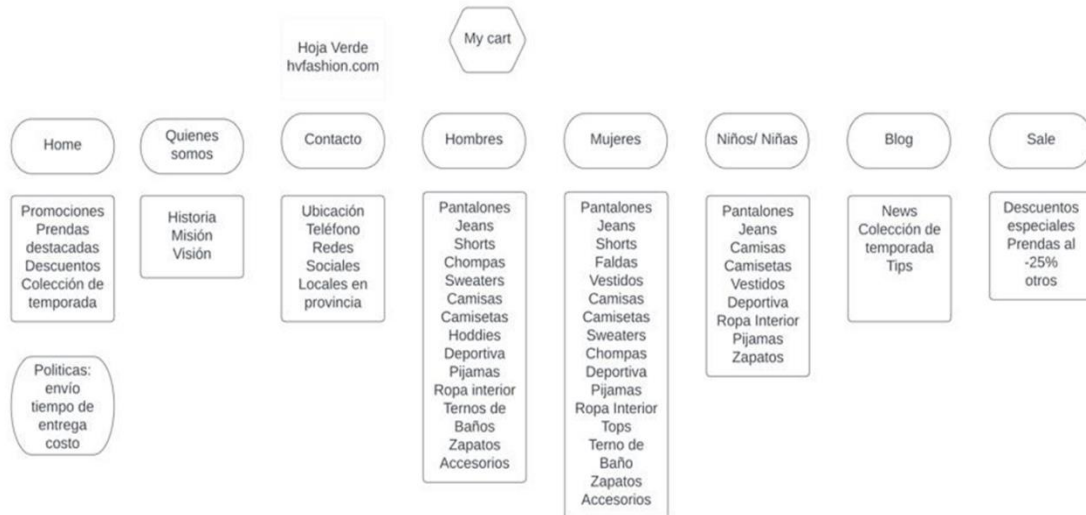 Hoja Verde
hvfashion.com
My cart
Home
Quienes
somos
Contacto
Hombres
Mujeres
Niños/ Niñas
Blog
Sale
Promociones
Prendas
destacadas
Descuentos
Colección de
temporada
Historia
Misión
Visión
Ubicación
Teléfono
Redes
Sociales
Locales en
provincia
Pantalones
Jeans
Shorts
Chompas
Sweaters
Camisas
Camisetas
Hoddies
Deportiva
Pijamas
Ropa interior
Ternos de
Baños
Zapatos
Accesorios
Pantalones
Jeans
Shorts
Faldas
Vestidos
Camisas
Camisetas
Sweaters
Chompas
Deportiva
Pijamas
Ropa Interior
Tops
Terno de
Baño
Zapatos
Accesorios
Pantalones
Jeans
Camisas
Camisetas
Vestidos
Deportiva
Ropa Interior
Pijamas
Zapatos
News
Colección de
temporada
Tips
Descuentos
especiales
Prendas al
-25%
otros
Politicas:
envío
tiempo de
entrega
costo